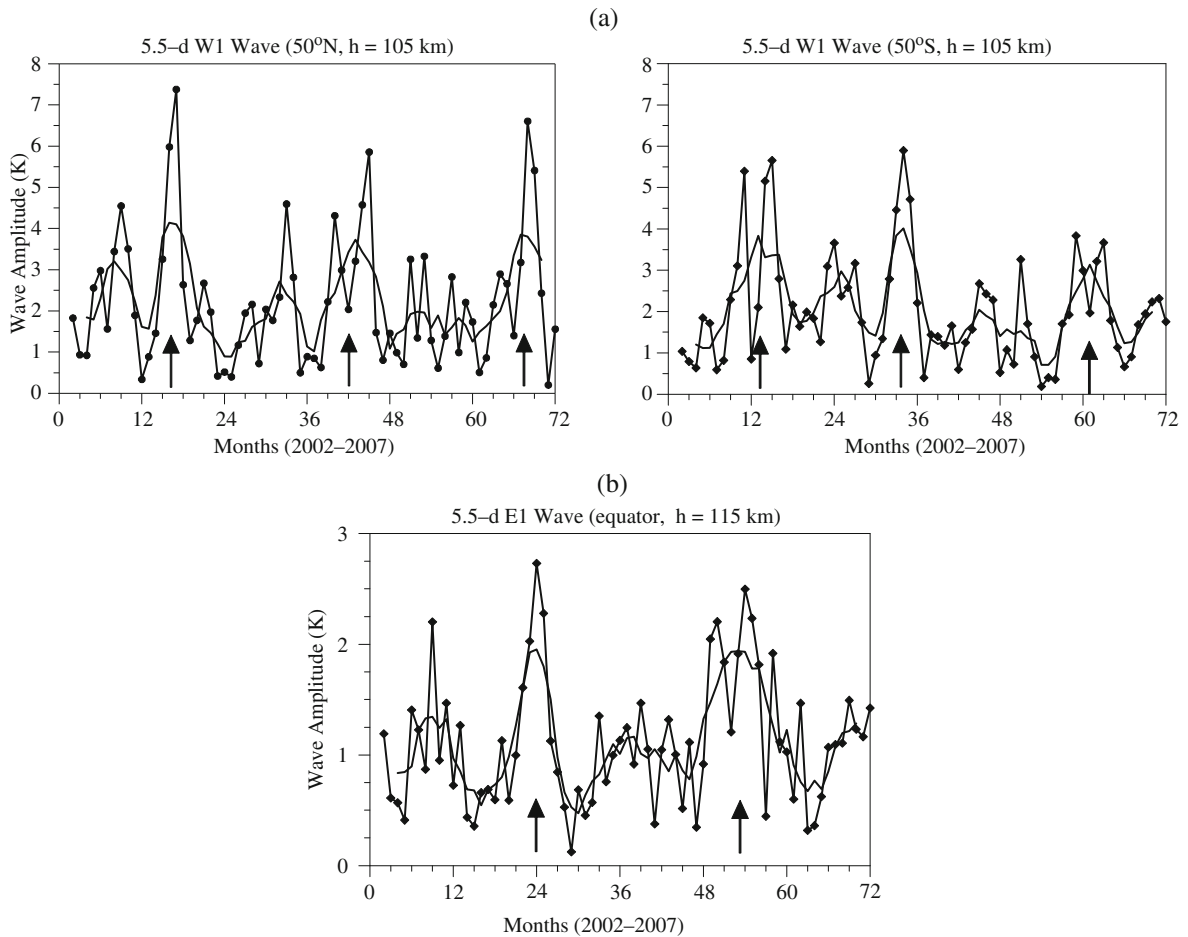 (a)
5.5–d W1 Wave (50°N, h = 105 km)
8
7
6
5
4
3
2
1
0
Wave Amplitude (K)
0 12 24 36 48 60 72
Months (2002–2007)
5.5–d W1 Wave (50°S, h = 105 km)
8
7
6
5
4
3
2
1
0
0 12 24 36 48 60 72
Months (2002–2007)
(b)
5.5–d E1 Wave (equator, h = 115 km)
3
2
1
0
Wave Amplitude (K)
0 12 24 36 48 60 72
Months (2002–2007)